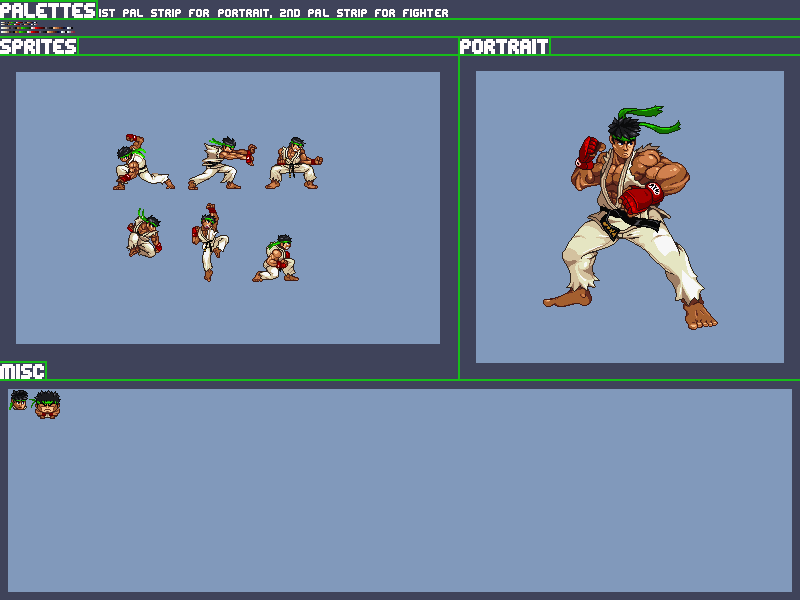 PALETTES 1ST PAL STRIP FOR PORTRAIT, 2ND PAL STRIP FOR FIGHTER
SPRITES
PORTRAIT
MISC